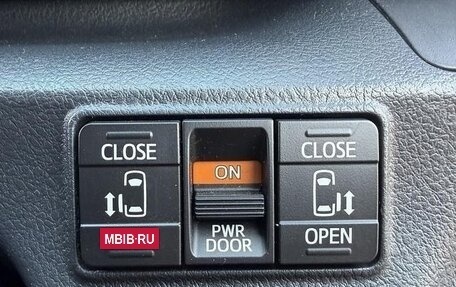 CLOSE
MBIB-RU
ON
PWR
DOOR
CLOSE
OPEN